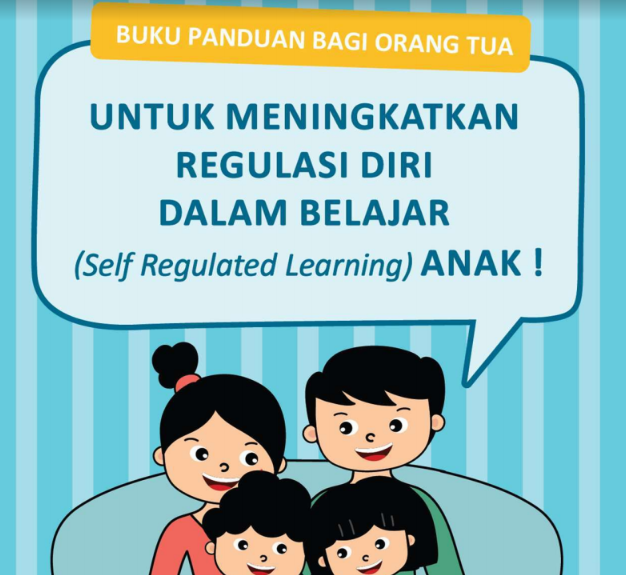 BUKU PANDUAN BAGI ORANG TUA
UNTUK MENINGKATKAN
REGULASI DIRI
DALAM BELAJAR
(Self Regulated Learning) ANAK !